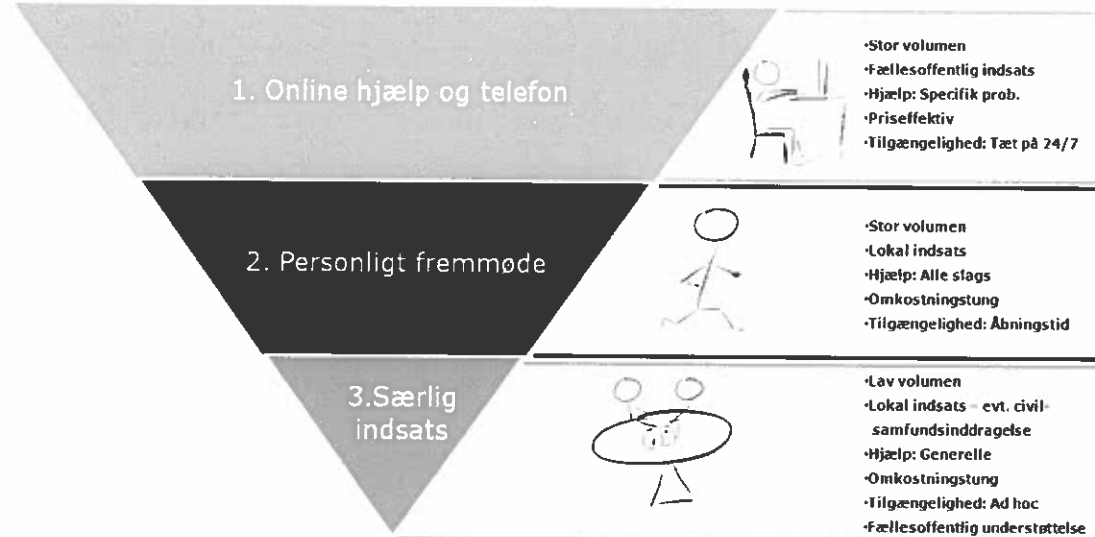 1. Online hjælp og telefon
•Stor volumen
•Fællesoffentlig indsats
•Hjælp: Specifik prob.
•Priseffektiv
•Tilgængelighed: Tæt på 24/7
2. Personligt fremmøde
•Stor volumen
•Lokal indsats
•Hjælp: Alle slags
•Omkostningstung
•Tilgængelighed: Åbningstid
3.Særlig
indsats
•Lav volumen
•Lokal indsats – evt. civil-
samfundsinddragelse
•Hjælp: Generelle
•Omkostningstung
•Tilgængelighed: Ad hoc
•Fællesoffentlig understøttelse